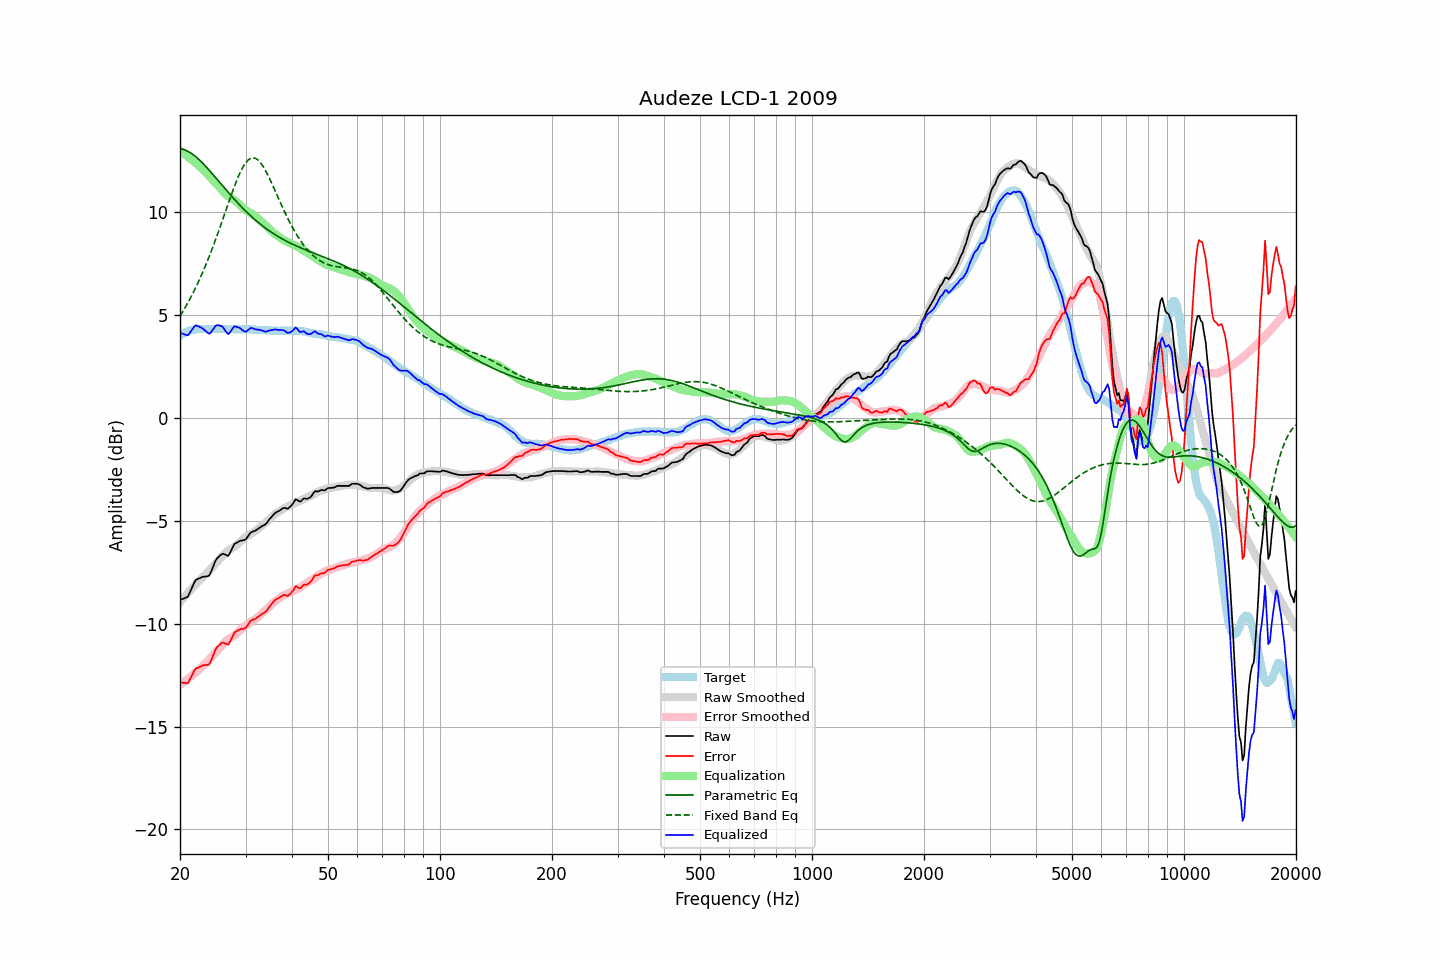 Audeze LCD-1 2009
Amplitude (dBr)
10
5
0
−5
−10
−15
−20
Target
Raw Smoothed
Error Smoothed
Raw
Error
Equalization
Parametric Eq
Fixed Band Eq
Equalized
20
50
100
200
500
1000
2000
5000
10000
20000
Frequency (Hz)